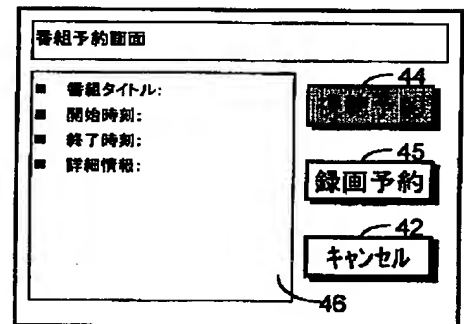 番組予約画面
■ 番組タイトル:
■ 開始時刻:
■ 終了時刻:
■ 詳細情報:
44
45
録画予約
42
キャンセル
46